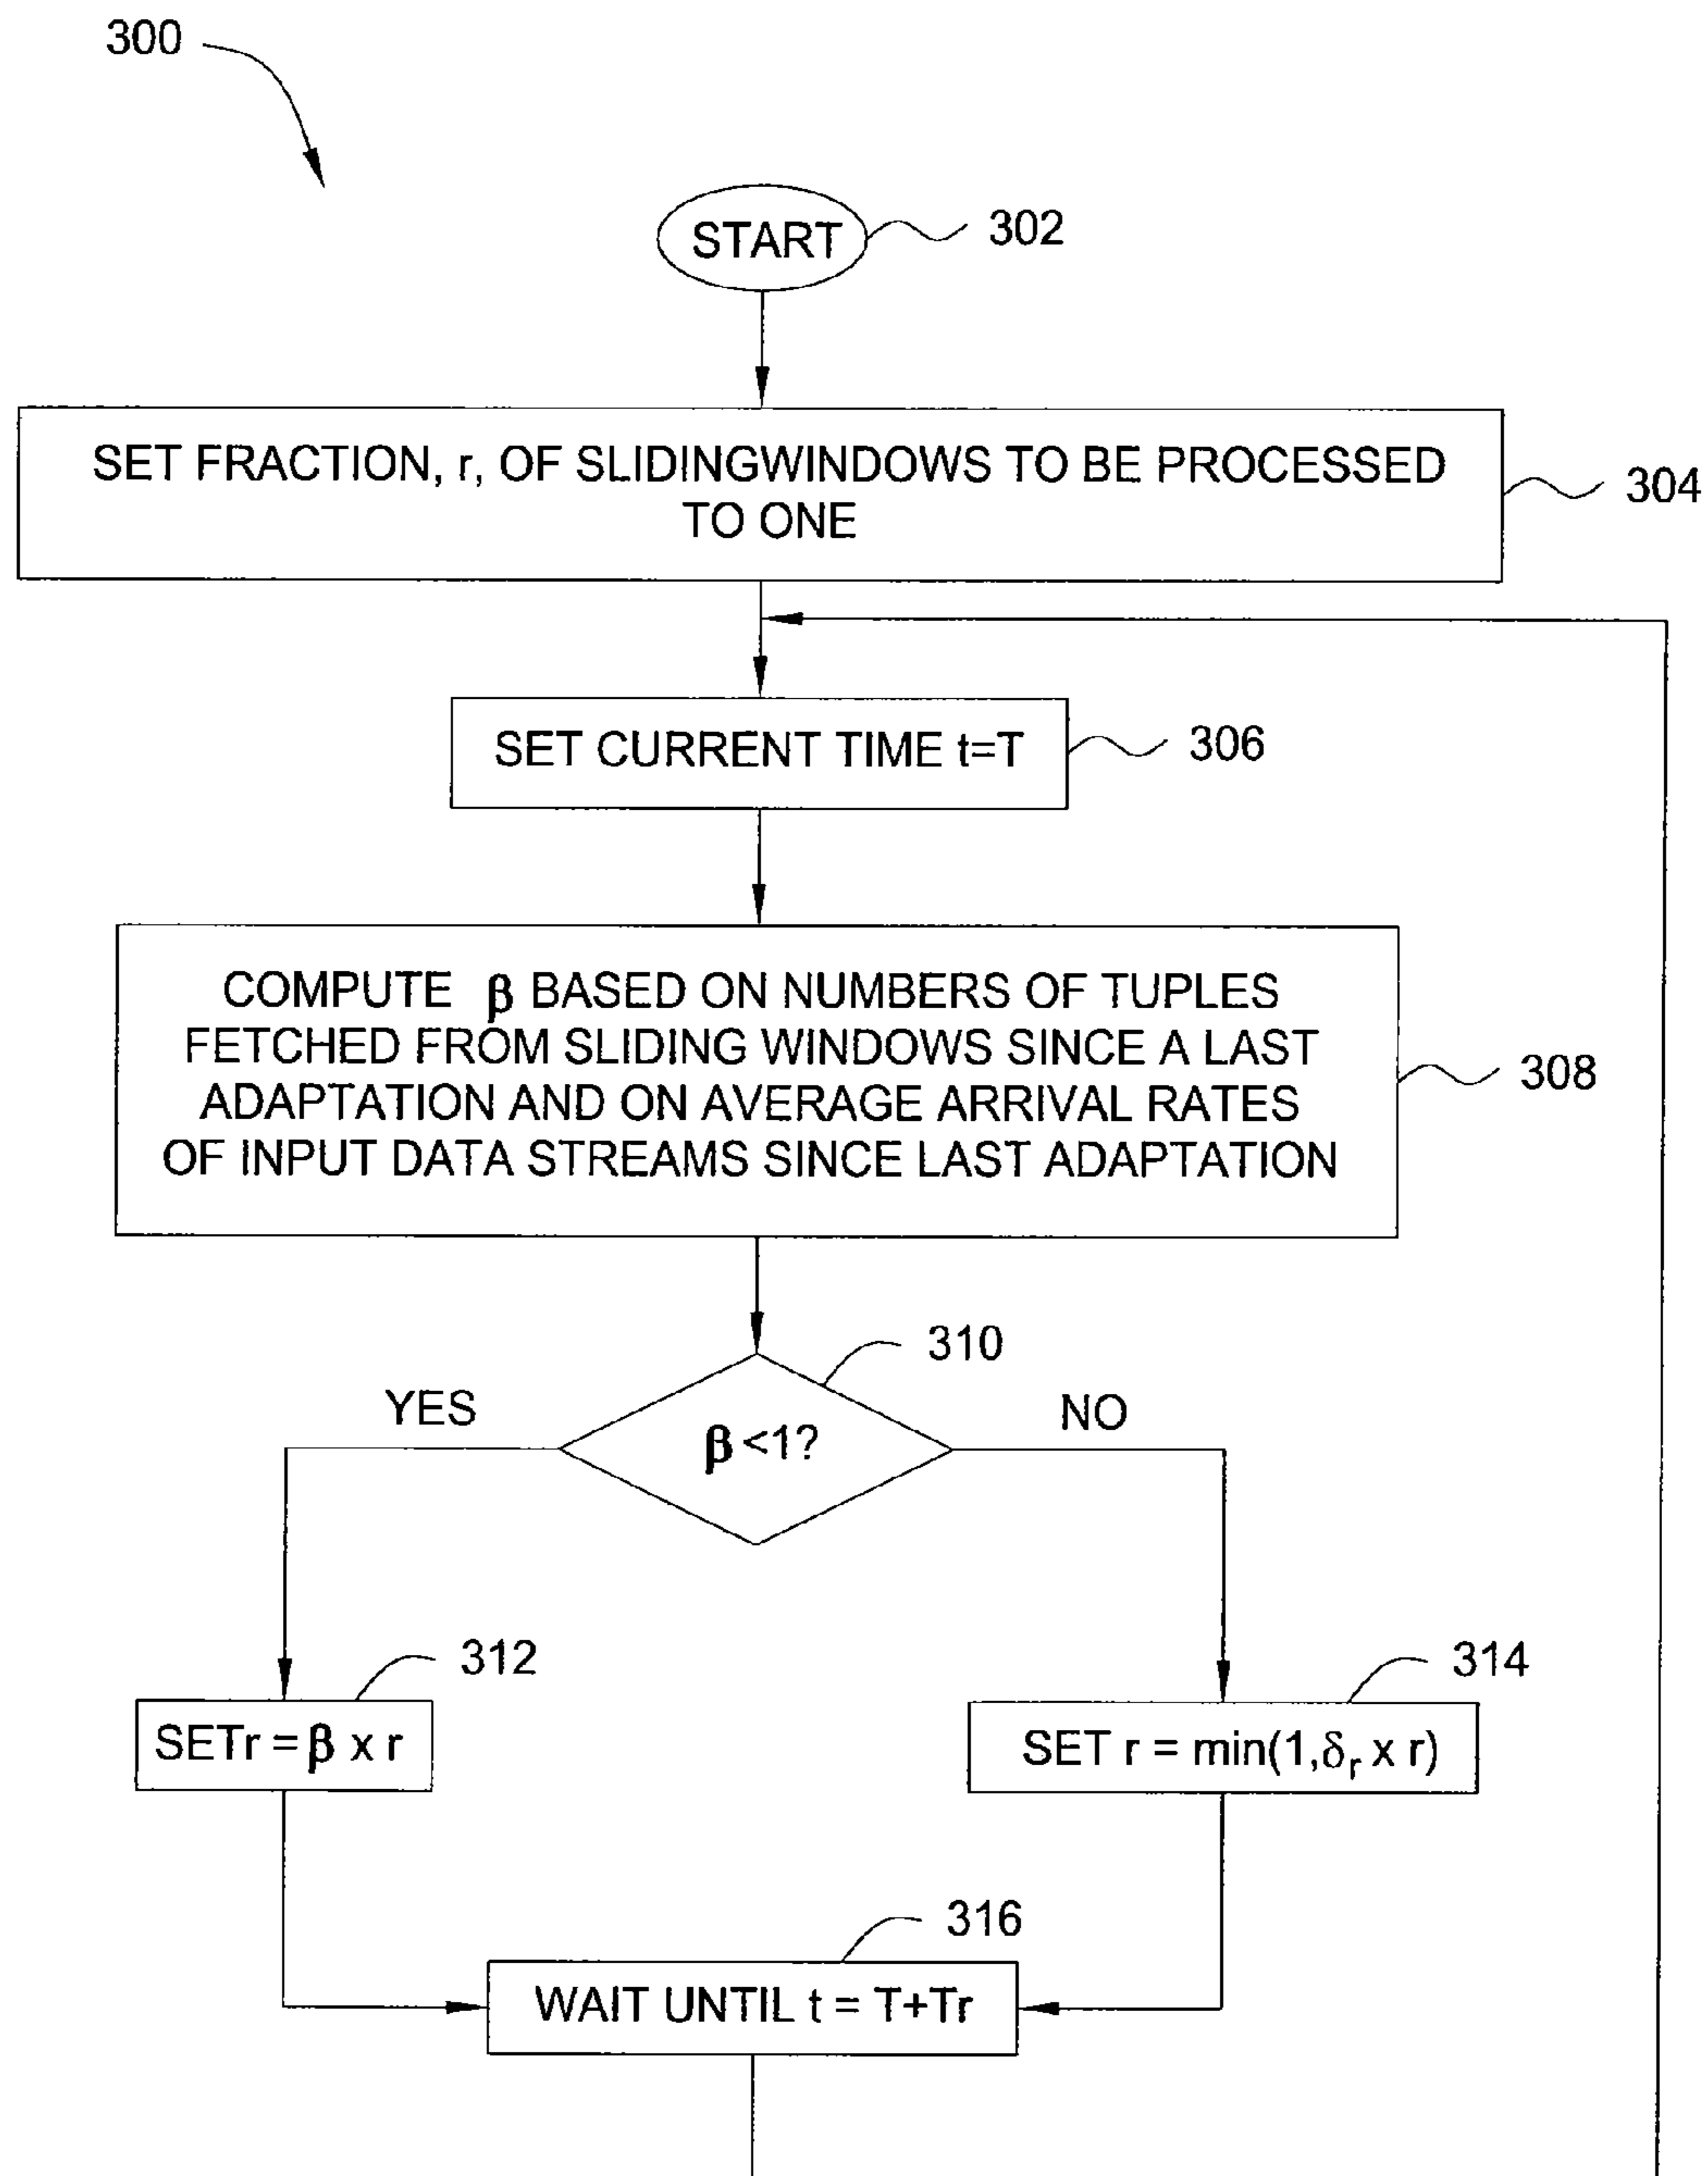 300
START
302
SET FRACTION, r, OF SLIDINGWINDOWS TO BE PROCESSED
TO ONE
304
SET CURRENT TIME t=T
306
COMPUTE β BASED ON NUMBERS OF TUPLES
FETCHED FROM SLIDING WINDOWS SINCE A LAST
ADAPTATION AND ON AVERAGE ARRIVAL RATES
OF INPUT DATA STREAMS SINCE LAST ADAPTATION
308
310
YES
β <1?
NO
312
314
SETr = β x r
SET r = min(1,δr x r)
316
WAIT UNTIL t = T+Tr